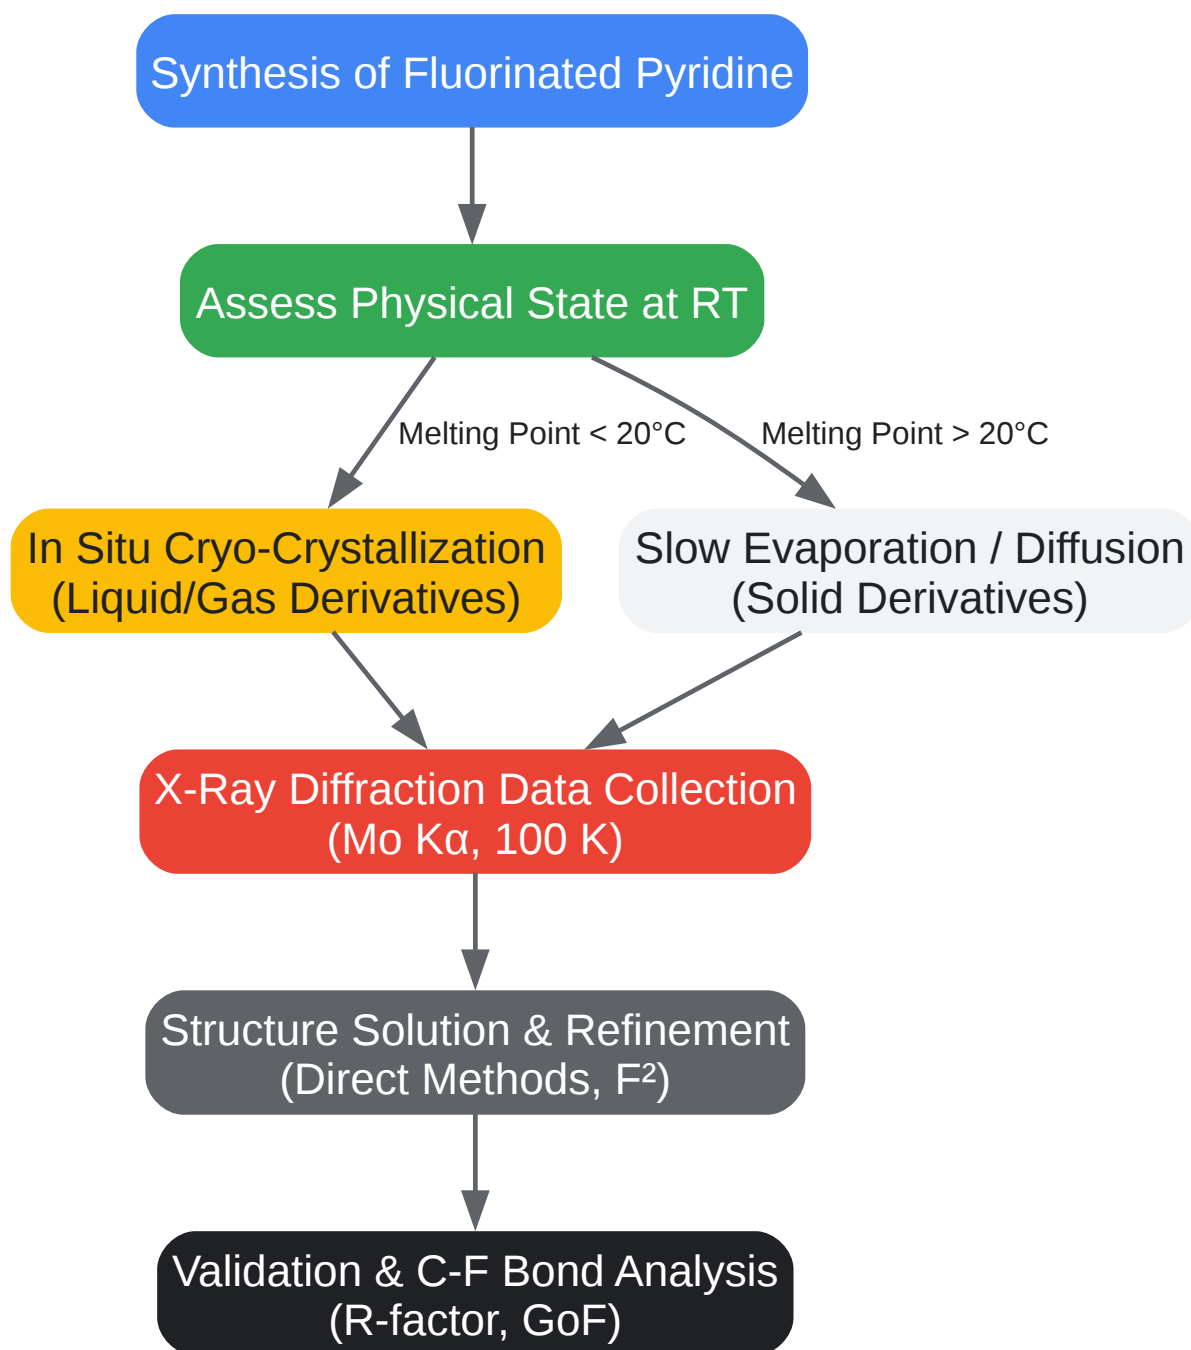 Synthesis of Fluorinated Pyridine
Assess Physical State at RT
Melting Point < 20°C
Melting Point > 20°C
In Situ Cryo-Crystallization
(Liquid/Gas Derivatives)
Slow Evaporation / Diffusion
(Solid Derivatives)
X-Ray Diffraction Data Collection
(Mo Kα, 100 K)
Structure Solution & Refinement
(Direct Methods, F²)
Validation & C-F Bond Analysis
(R-factor, GoF)